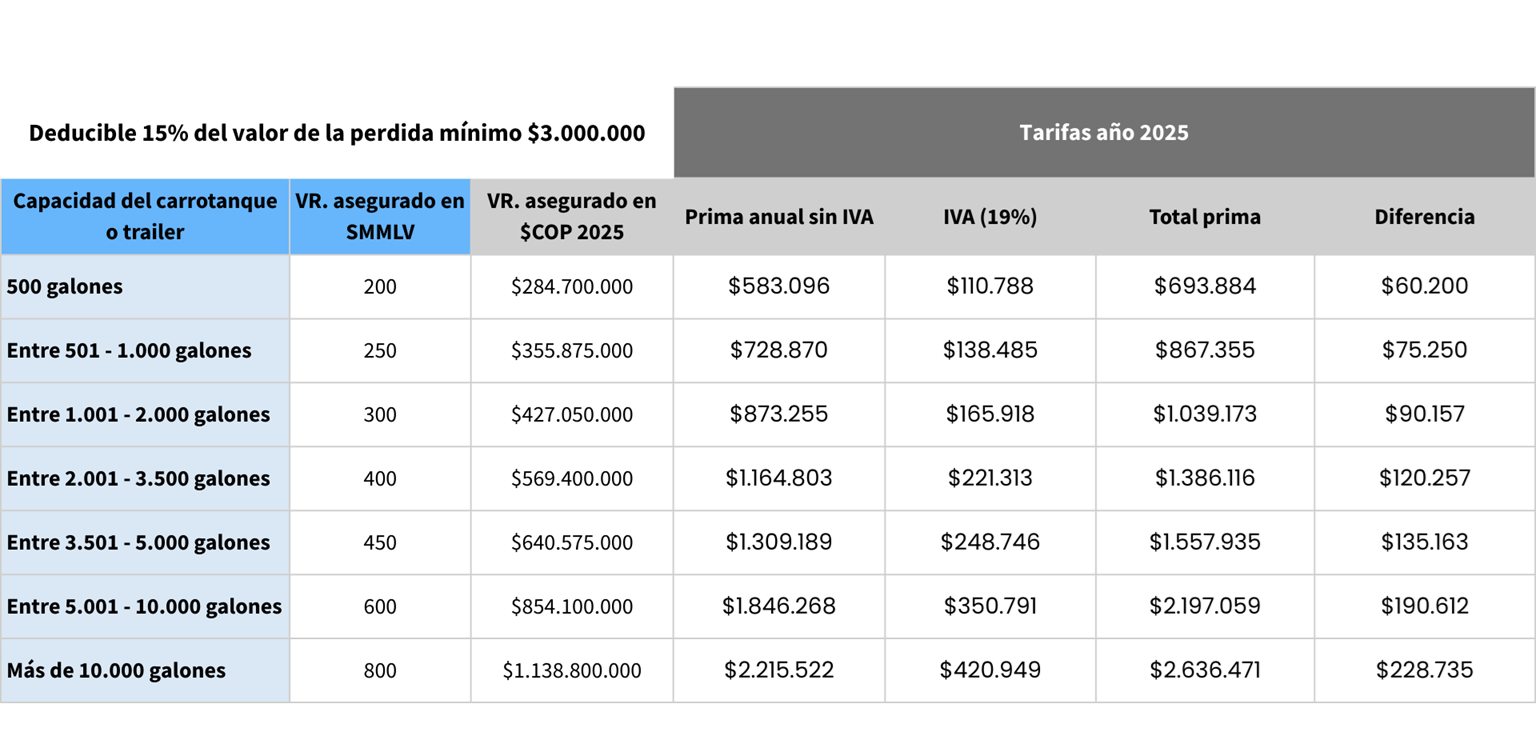 Deducible 15% del valor de la perdida mínimo $3.000.000
Tarifas año 2025
Capacidad del carrotanque
o trailer
VR. asegurado en
SMMLV
VR. asegurado en
$COP 2025
Prima anual sin IVA
IVA (19%)
Total prima
Diferencia
500 galones 200 $284.700.000 $583.096 $110.788 $693.884 $60.200
Entre 501 - 1.000 galones 250 $355.875.000 $728.870 $138.485 $867.355 $75.250
Entre 1.001 - 2.000 galones 300 $427.050.000 $873.255 $165.918 $1.039.173 $90.157
Entre 2.001 - 3.500 galones 400 $569.400.000 $1.164.803 $221.313 $1.386.116 $120.257
Entre 3.501 - 5.000 galones 450 $640.575.000 $1.309.189 $248.746 $1.557.935 $135.163
Entre 5.001 - 10.000 galones 600 $854.100.000 $1.846.268 $350.791 $2.197.059 $190.612
Más de 10.000 galones 800 $1.138.800.000 $2.215.522 $420.949 $2.636.471 $228.735